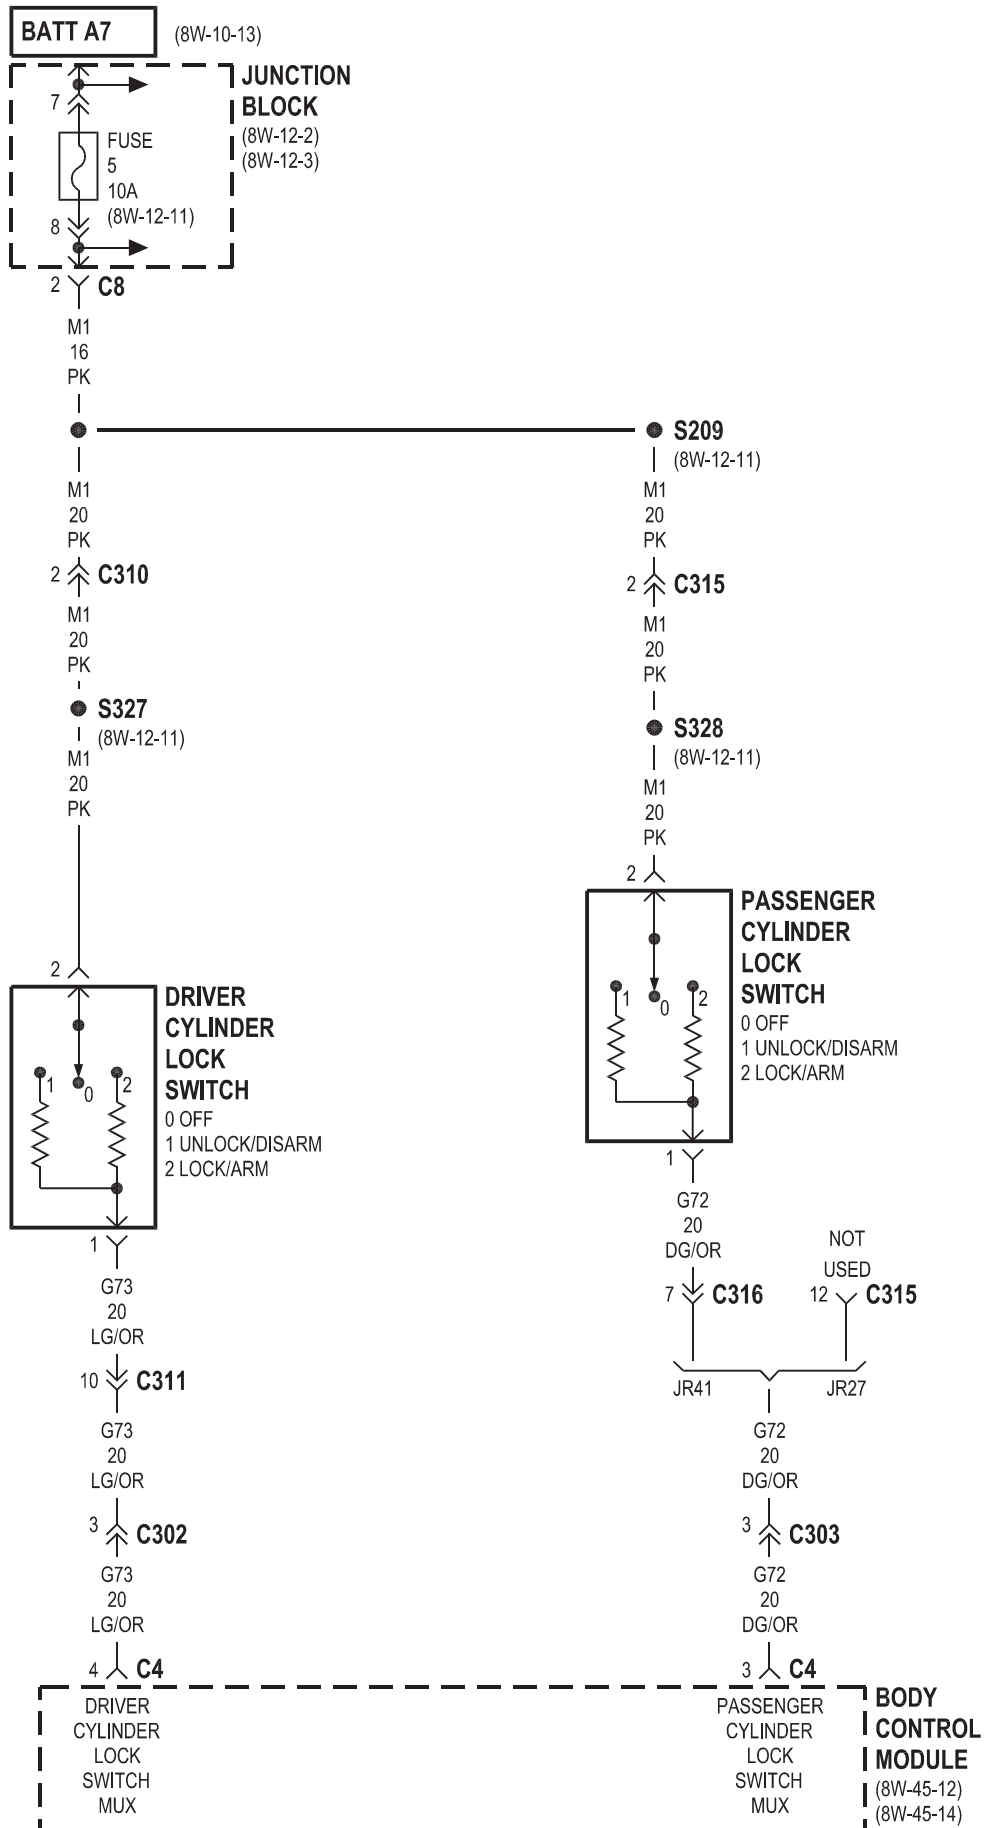 BATT A7
(8W-10-13)
JUNCTION
BLOCK
(8W-12-2)
(8W-12-3)
7
FUSE
5
10A
(8W-12-11)
8
2
C8
M1
16
PK
S209
(8W-12-11)
M1
20
PK
2
C310
M1
20
PK
S327
(8W-12-11)
M1
20
PK
2
DRIVER
CYLINDER
LOCK
SWITCH
0 OFF
1 UNLOCK/DISARM
2 LOCK/ARM
1
0
2
1
G73
20
LG/OR
10
C311
G73
20
LG/OR
3
C302
G73
20
LG/OR
4
C4
DRIVER
CYLINDER
LOCK
SWITCH
MUX
M1
20
PK
2
C315
M1
20
PK
S328
(8W-12-11)
M1
20
PK
2
PASSENGER
CYLINDER
LOCK
SWITCH
0 OFF
1 UNLOCK/DISARM
2 LOCK/ARM
1
0
2
1
G72
20
DG/OR
7
C316
NOT
USED
12
C315
JR41
JR27
G72
20
DG/OR
3
C303
G72
20
DG/OR
3
C4
PASSENGER
CYLINDER
LOCK
SWITCH
MUX
BODY
CONTROL
MODULE
(8W-45-12)
(8W-45-14)